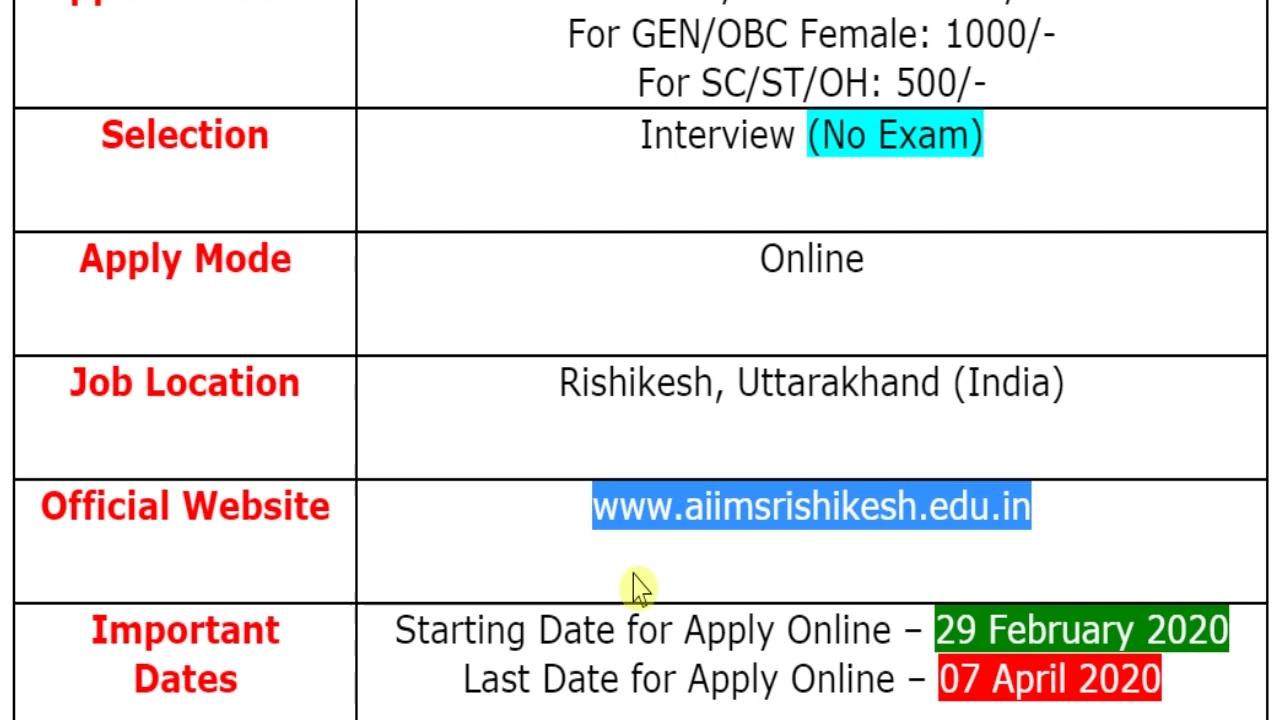 For GEN/OBC Female: 1000/-
For SC/ST/OH: 500/-
Selection
Interview (No Exam)
Apply Mode
Online
Job Location
Rishikesh, Uttarakhand (India)
Official Website
www.aiimsrishikesh.edu.in
Important
Dates
Starting Date for Apply Online – 29 February 2020
Last Date for Apply Online – 07 April 2020